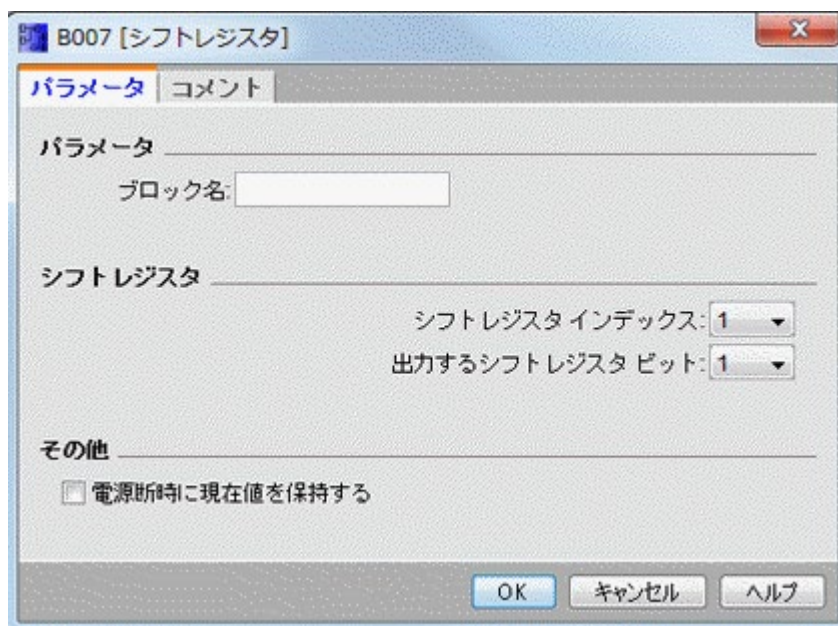 B007 [シフトレジスタ]
パラメータ コメント
パラメータ
ブロック名:
シフトレジスタ
シフトレジスタ インデックス: 1
出力するシフトレジスタ ビット: 1
その他
電源断時に現在値を保持する
OK キャンセル ヘルプ